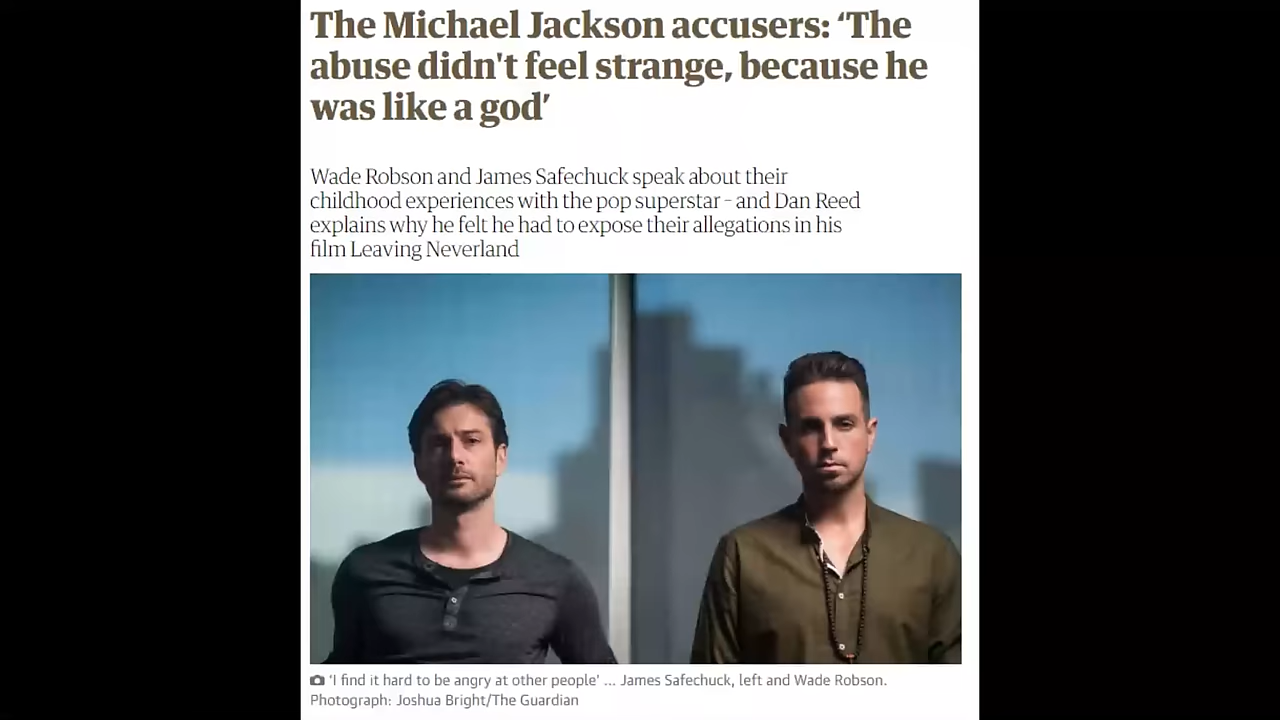 The Michael Jackson accusers: ‘The
abuse didn't feel strange, because he
was like a god’
Wade Robson and James Safechuck speak about their
childhood experiences with the pop superstar – and Dan Reed
explains why he felt he had to expose their allegations in his
film Leaving Neverland
‘I find it hard to be angry at other people’ ... James Safechuck, left and Wade Robson.
Photograph: Joshua Bright/The Guardian